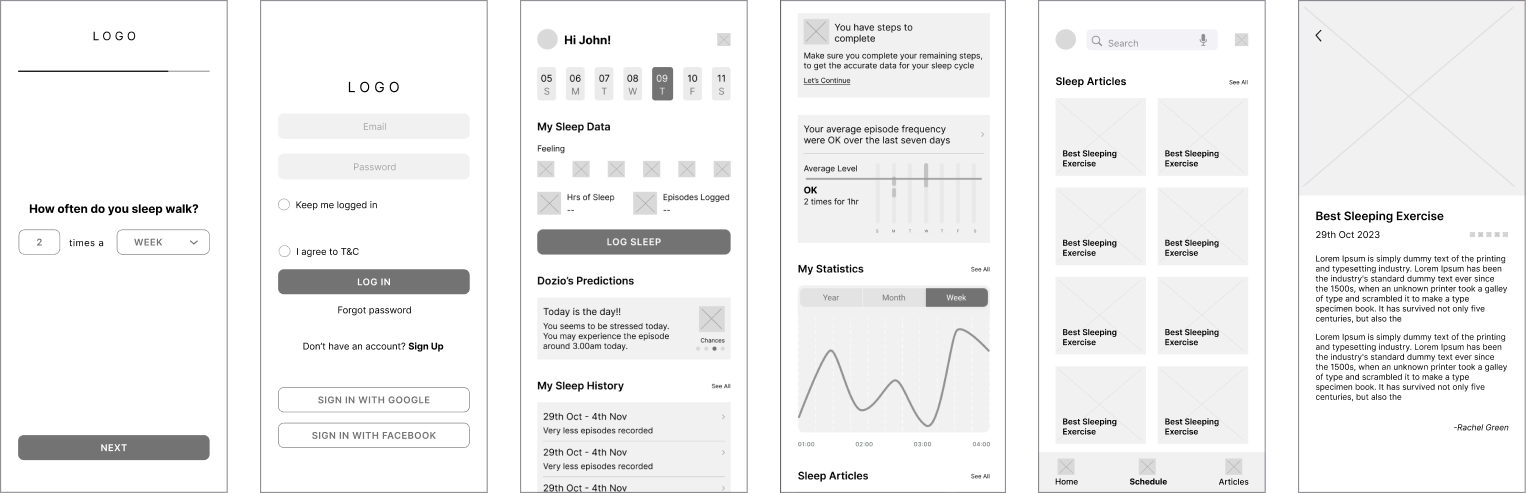 LOGO
How often do you sleep walk?
2 times a WEEK
NEXT
LOGO
Email
Password
Keep me logged in
I agree to T&C
LOG IN
Forgot password
Don't have an account? Sign Up
SIGN IN WITH GOOGLE
SIGN IN WITH FACEBOOK
Hi John!
05 06 07 08 09 10 11
S M T W T F S
My Sleep Data
Feeling
Hrs of Sleep Episodes Logged
-- --
LOG SLEEP
Dozio's Predictions
Today is the day!!
You seems to be stressed today.
You may experience the episode
around 3.00am today.
Chances
My Sleep History See All
29th Oct - 4th Nov
Very less episodes recorded
29th Oct - 4th Nov
Very less episodes recorded
29th Oct - 4th Nov
You have steps to
complete
Make sure you complete your remaining steps,
to get the accurate data for your sleep cycle
Let's Continue
Your average episode frequency
were OK over the last seven days
Average Level
OK
2 times for 1hr
S M T W T F S
My Statistics See All
Year Month Week
01:00 02:00 03:00 04:00
Sleep Articles See All
Search
Sleep Articles See All
Best Sleeping
Exercise
Best Sleeping
Exercise
Best Sleeping
Exercise
Best Sleeping
Exercise
Best Sleeping
Exercise
Best Sleeping
Exercise
Best Sleeping
Exercise
Best Sleeping
Exercise
Home Schedule Articles
Best Sleeping Exercise
29th Oct 2023
Lorem Ipsum is simply dummy text of the printing
and typesetting industry. Lorem Ipsum has been
the industry's standard dummy text ever since
the 1500s, when an unknown printer took a galley
of type and scrambled it to make a type
specimen book. It has survived not only five
centuries, but also the
Lorem Ipsum is simply dummy text of the printing
and typesetting industry. Lorem Ipsum has been
the industry's standard dummy text ever since
the 1500s, when an unknown printer took a galley
of type and scrambled it to make a type
specimen book. It has survived not only five
centuries, but also the
-Rachel Green